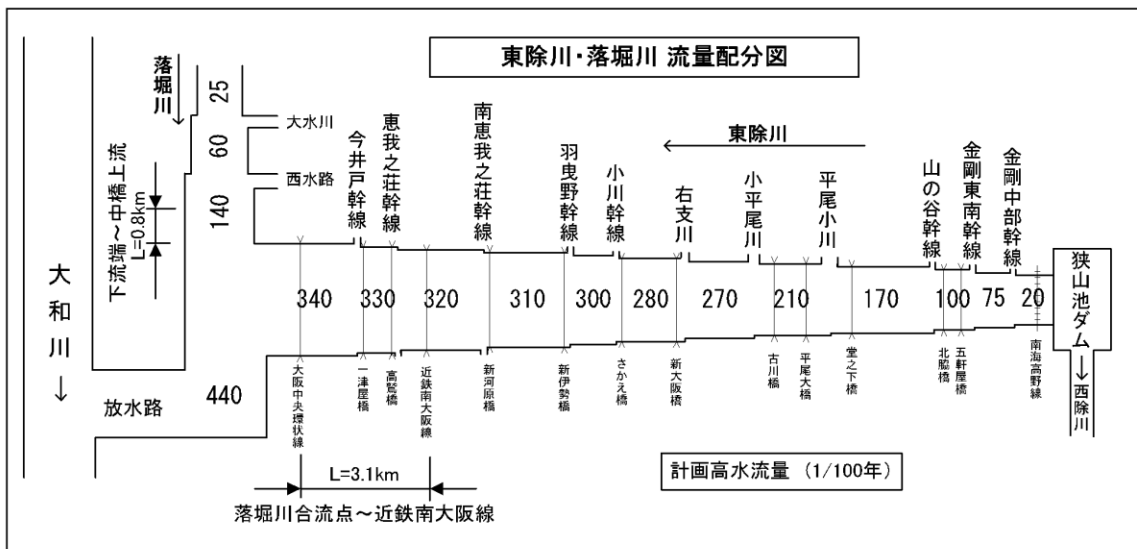 東除川・落堀川 流量配分図
落堀川
25
60
140
大水川
西水路
下流端～中橋上流
L=0.8km
大和川
放水路
440
東除川
今井戸幹線
恵我之荘幹線
南恵我之荘幹線
羽曳野幹線
小川幹線
右支川
小平尾川
平尾小川
山の谷幹線
金剛東南幹線
金剛中部幹線
狭山池ダム
西除川
340
330
320
310
300
280
270
210
170
100
75
20
大阪中央環状線
一津屋橋
高鷲橋
近鉄南大阪線
新河原橋
新伊勢橋
さかえ橋
新大阪橋
古川橋
平尾大橋
堂之下橋
北脇橋
五軒屋橋
南海高野線
L=3.1km
落堀川合流点～近鉄南大阪線
計画高水流量 (1/100年)